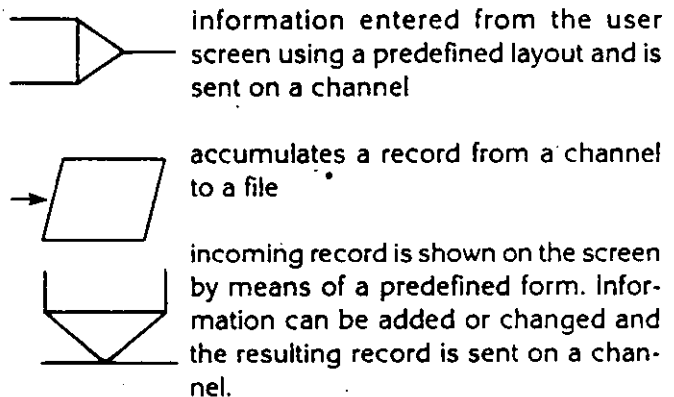 information entered from the user
screen using a predefined layout and is
sent on a channel
accumulates a record from a channel
to a file
incoming record is shown on the screen
by means of a predefined form. Infor-
mation can be added or changed and
the resulting record is sent on a chan-
nel.